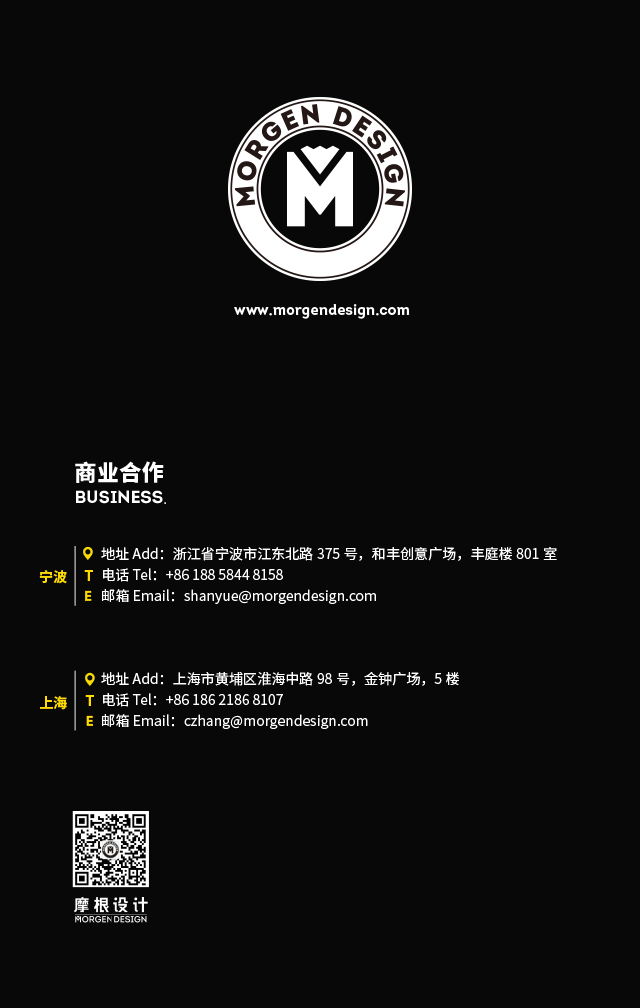 MORGEN DESIGN
M
www.morgendesign.com
商业合作
BUSINESS.
宁波
地址 Add：浙江省宁波市江东北路 375 号，和丰创意广场，丰庭楼 801 室
T 电话 Tel：+86 188 5844 8158
E 邮箱 Email：shanyue@morgendesign.com
上海
地址 Add：上海市黄埔区淮海中路 98 号，金钟广场，5 楼
T 电话 Tel：+86 186 2186 8107
E 邮箱 Email：czhang@morgendesign.com
摩根设计
MORGEN DESIGN